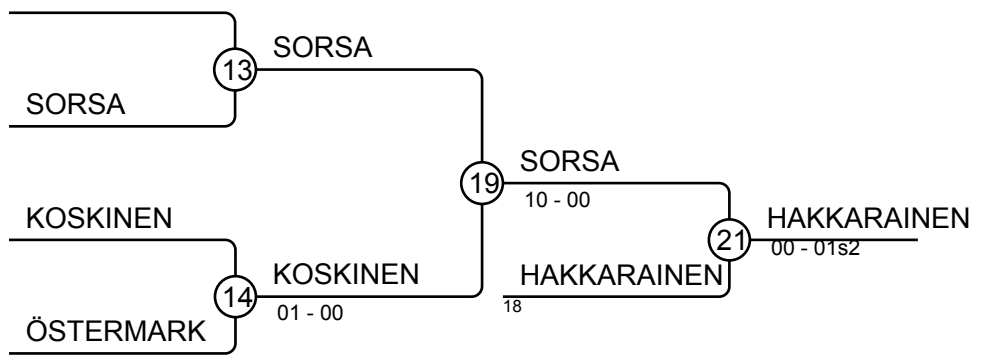 SORSA
13
SORSA
SORSA
19
10 - 00
KOSKINEN
HAKKARAINEN
21
00 - 01s2
KOSKINEN
HAKKARAINEN
14
18
01 - 00
ÖSTERMARK